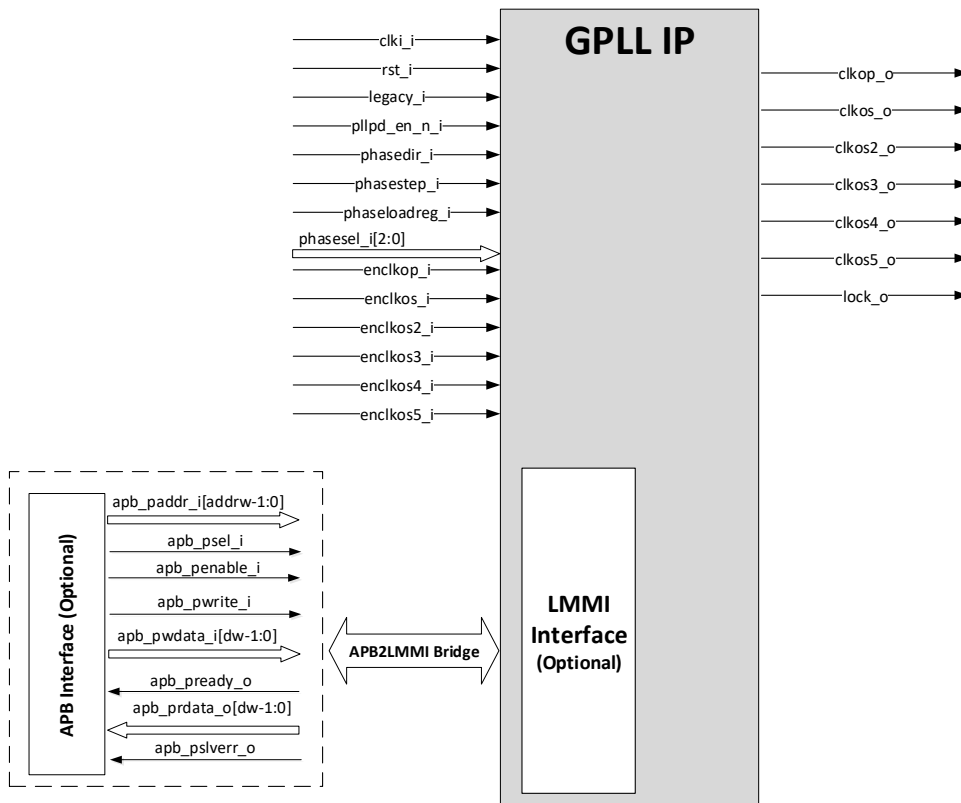 GPLL IP
clki_i
rst_i
legacy_i
pllpd_en_n_i
phasedir_i
phasestep_i
phaseloadreg_i
phasesel_i[2:0]
enclkop_i
enclkos_i
enclkos2_i
enclkos3_i
enclkos4_i
enclkos5_i
clkop_o
clkos_o
clkos2_o
clkos3_o
clkos4_o
clkos5_o
lock_o
APB Interface (Optional)
apb_paddr_i[addrw-1:0]
apb_psel_i
apb_penable_i
apb_pwrite_i
apb_pwdata_i[dw-1:0]
apb_pready_o
apb_prdata_o[dw-1:0]
apb_pslverr_o
APB2LMMI Bridge
LMMI
Interface
(Optional)